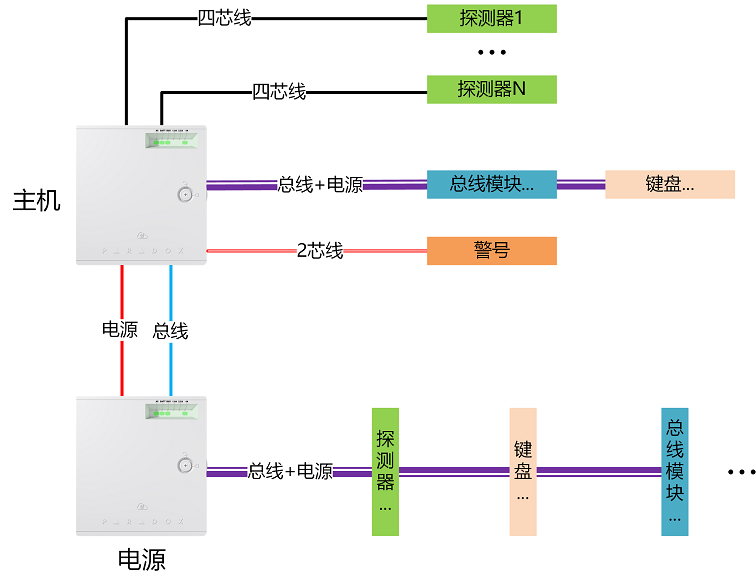 四芯线
探测器1
...
四芯线
探测器N
主机
PARADOX
总线+电源
总线模块...
键盘...
2芯线
警号
电源
总线
PARADOX
总线+电源
探测器...
键盘...
总线模块...
...
电源